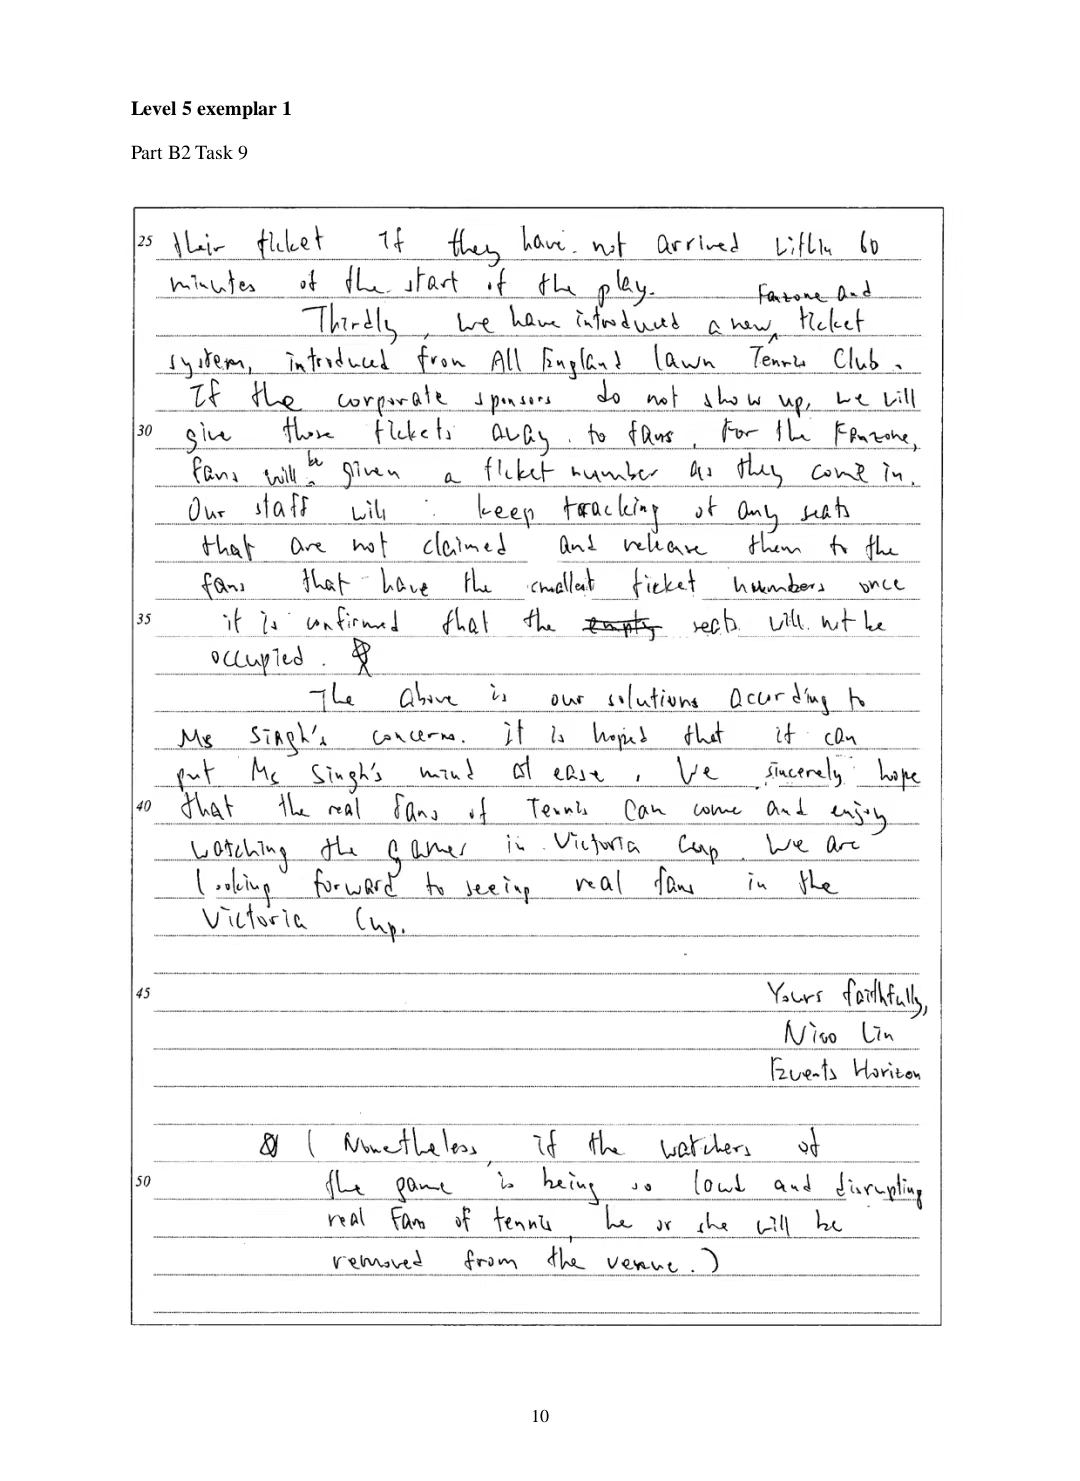 Level 5 exemplar 1
Part B2 Task 9
25 their ticket if they have not arrived within 60
minutes of the start of the play.
Fanzone and
Thirdly, we have introduced a new ^ ticket
system, introduced from All England lawn Tennis Club.
If the corporate sponsors do not show up, we will
30 give those tickets away to fans. For the Fanzone,
be
fans will ^ given a ticket number as they come in.
Our staff will keep tracking of any seats
that are not claimed and release them to the
fans that have the smallest ticket numbers once
35 it is confirmed that the empty seats will not be
occupied.
The above is our solutions according to
Ms Singh's concerns. it is hoped that it can
put Ms Singh's mind at ease. We sincerely hope
40 that the real fans of Tennis can come and enjoy
watching the games in Victoria Cup. We are
looking forward to seeing real fans in the
Victoria Cup.
45 Yours faithfully,
Nico Lin
Events Horizon
( Nonetheless, if the watchers of
50 the game is being so loud and disrupting
real Fans of tennis, he or she will be
removed from the venue.)
10